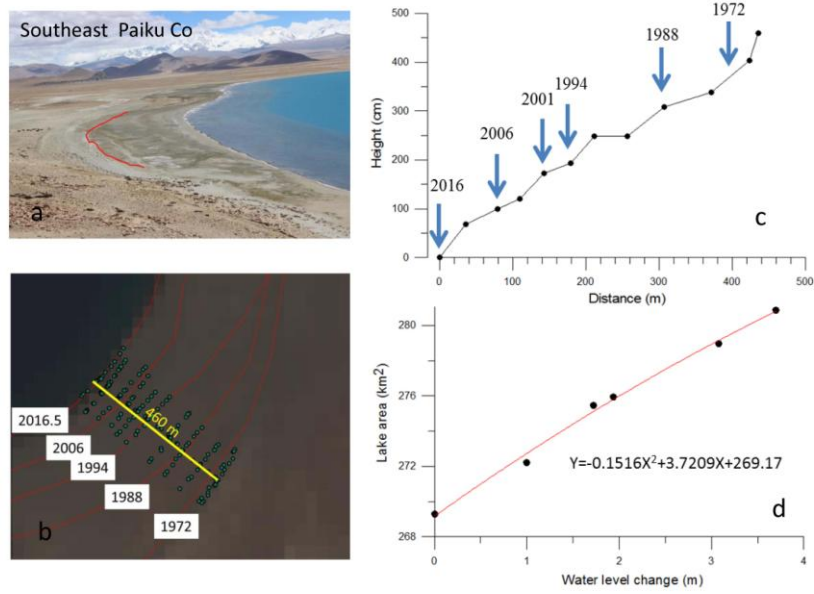 Southeast Paiku Co
a
2016.5
2006
1994
1988
1972
460 m
b
500
400
300
200
100
0
Height (cm)
2016
2006
2001
1994
1988
1972
c
0
100
200
300
400
500
Distance (m)
280
276
272
268
Lake area (km²)
Y=-0.1516X²+3.7209X+269.17
d
0
1
2
3
4
Water level change (m)